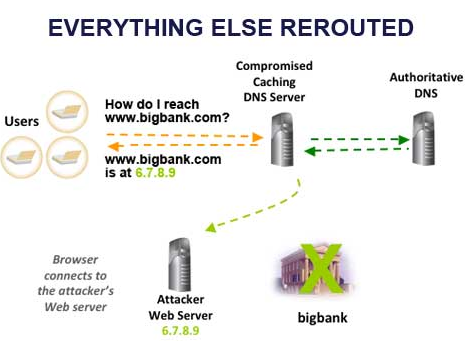 EVERYTHING ELSE REROUTED
Compromised
Caching
DNS Server
Authoritative
DNS
Users
How do I reach
www.bigbank.com?
www.bigbank.com
is at 6.7.8.9
Browser
connects to
the attacker's
Web server
Attacker
Web Server
6.7.8.9
X
bigbank